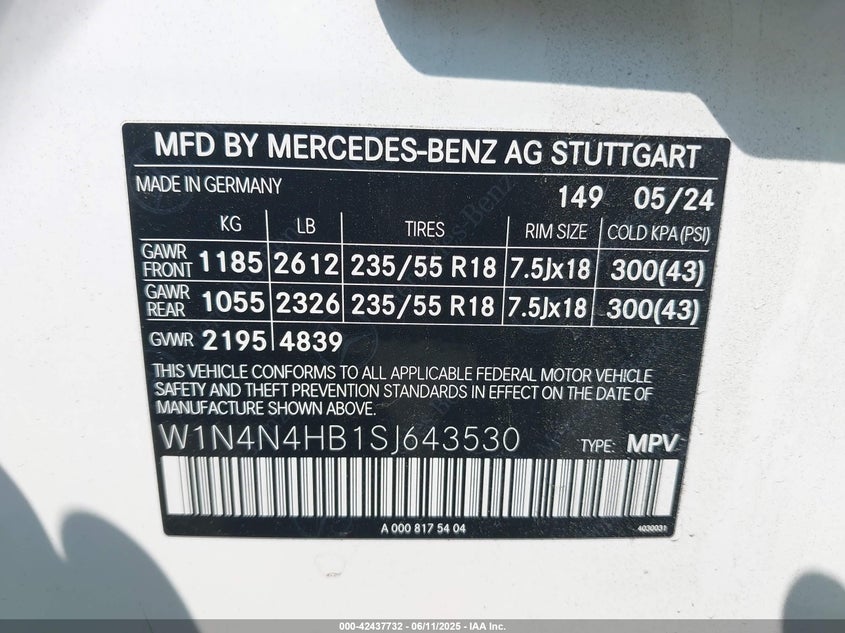 MFD BY MERCEDES-BENZ AG STUTTGART
MADE IN GERMANY 149 05/24
KG LB TIRES RIM SIZE COLD KPA (PSI)
GAWR FRONT 1185 2612 235/55 R18 7.5Jx18 300(43)
GAWR REAR 1055 2326 235/55 R18 7.5Jx18 300(43)
GVWR 2195 4839
THIS VEHICLE CONFORMS TO ALL APPLICABLE FEDERAL MOTOR VEHICLE
SAFETY AND THEFT PREVENTION STANDARDS IN EFFECT ON THE DATE OF
MANUFACTURE SHOWN ABOVE.
W1N4N4HB1SJ643530 TYPE: MPV
A 000 817 54 04 4030031
000-42437732 - 06/11/2025 - IAA Inc.